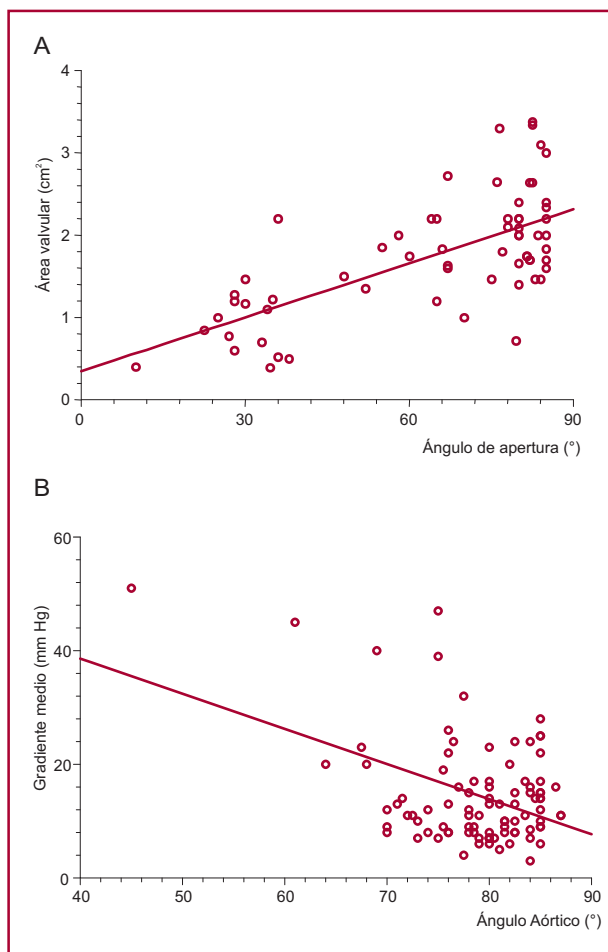 A
4
3
2
1
0
Área valvular (cm²)
0 30 60 90
Ángulo de apertura (°)
B
60
40
20
0
Gradiente medio (mm Hg)
40 50 60 70 80 90
Ángulo Aórtico (°)